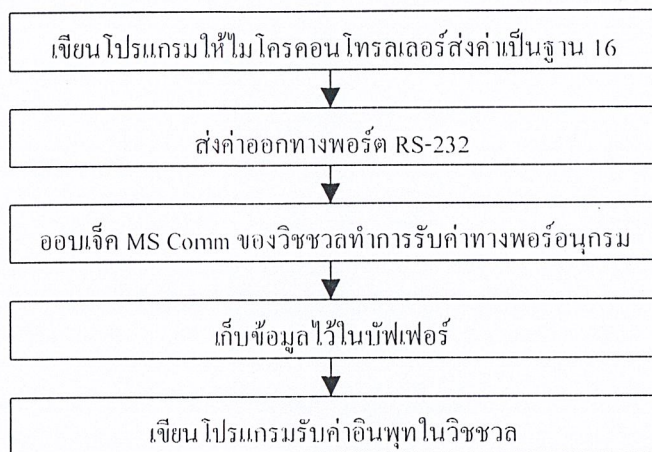 เขียนโปรแกรมให้ไมโครคอนโทรลเลอร์ส่งค่าเป็นฐาน 16
ส่งค่าออกทางพอร์ต RS-232
ออบเจ็ค MS Comm ของวิชชวลทำการรับค่าทางพอร์อนุกรม
เก็บข้อมูลไว้ในบัฟเฟอร์
เขียนโปรแกรมรับค่าอินพุทในวิชชวล